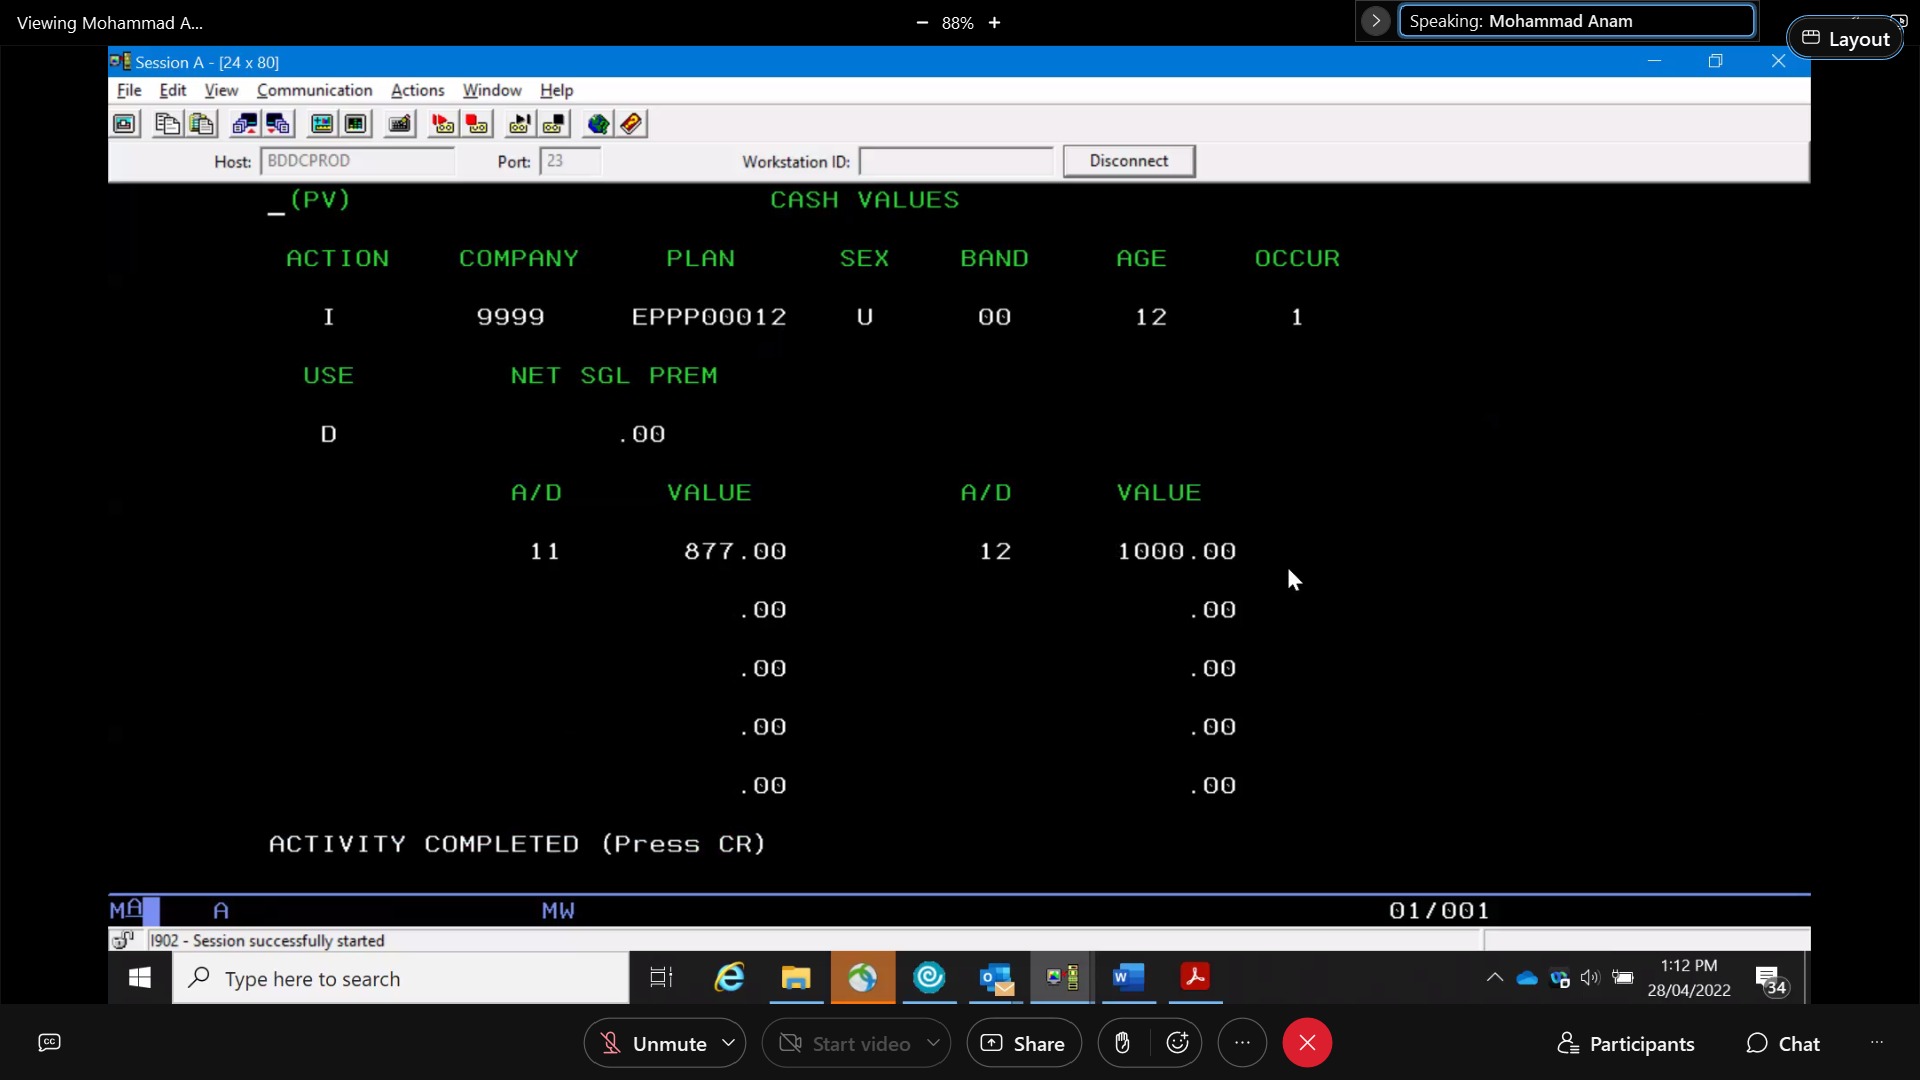 Viewing Mohammad A...
88%
Speaking: Mohammad Anam
Layout
Session A - [24 x 80]
File Edit View Communication Actions Window Help
Host: BDDCPROD Port: 23 Workstation ID: Disconnect
_(PV) CASH VALUES
ACTION COMPANY PLAN SEX BAND AGE OCCUR
I 9999 EPPP00012 U 00 12 1
USE NET SGL PREM
D .00
A/D VALUE A/D VALUE
11 877.00 12 1000.00
.00 .00
.00 .00
.00 .00
.00 .00
ACTIVITY COMPLETED (Press CR)
MA A MW 01/001
I902 - Session successfully started
Type here to search
1:12 PM
28/04/2022
34
CC Unmute Start video Share Participants Chat